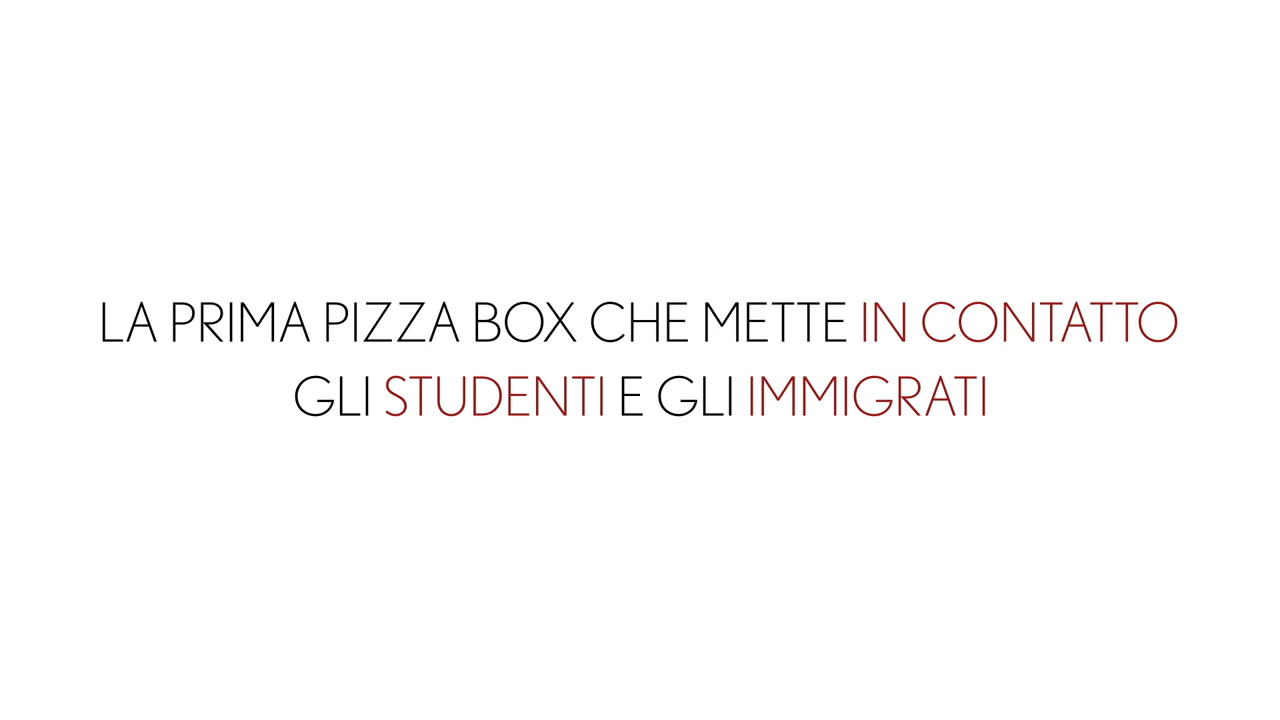 LA PRIMA PIZZA BOX CHE METTE IN CONTATTO
GLI STUDENTI E GLI IMMIGRATI